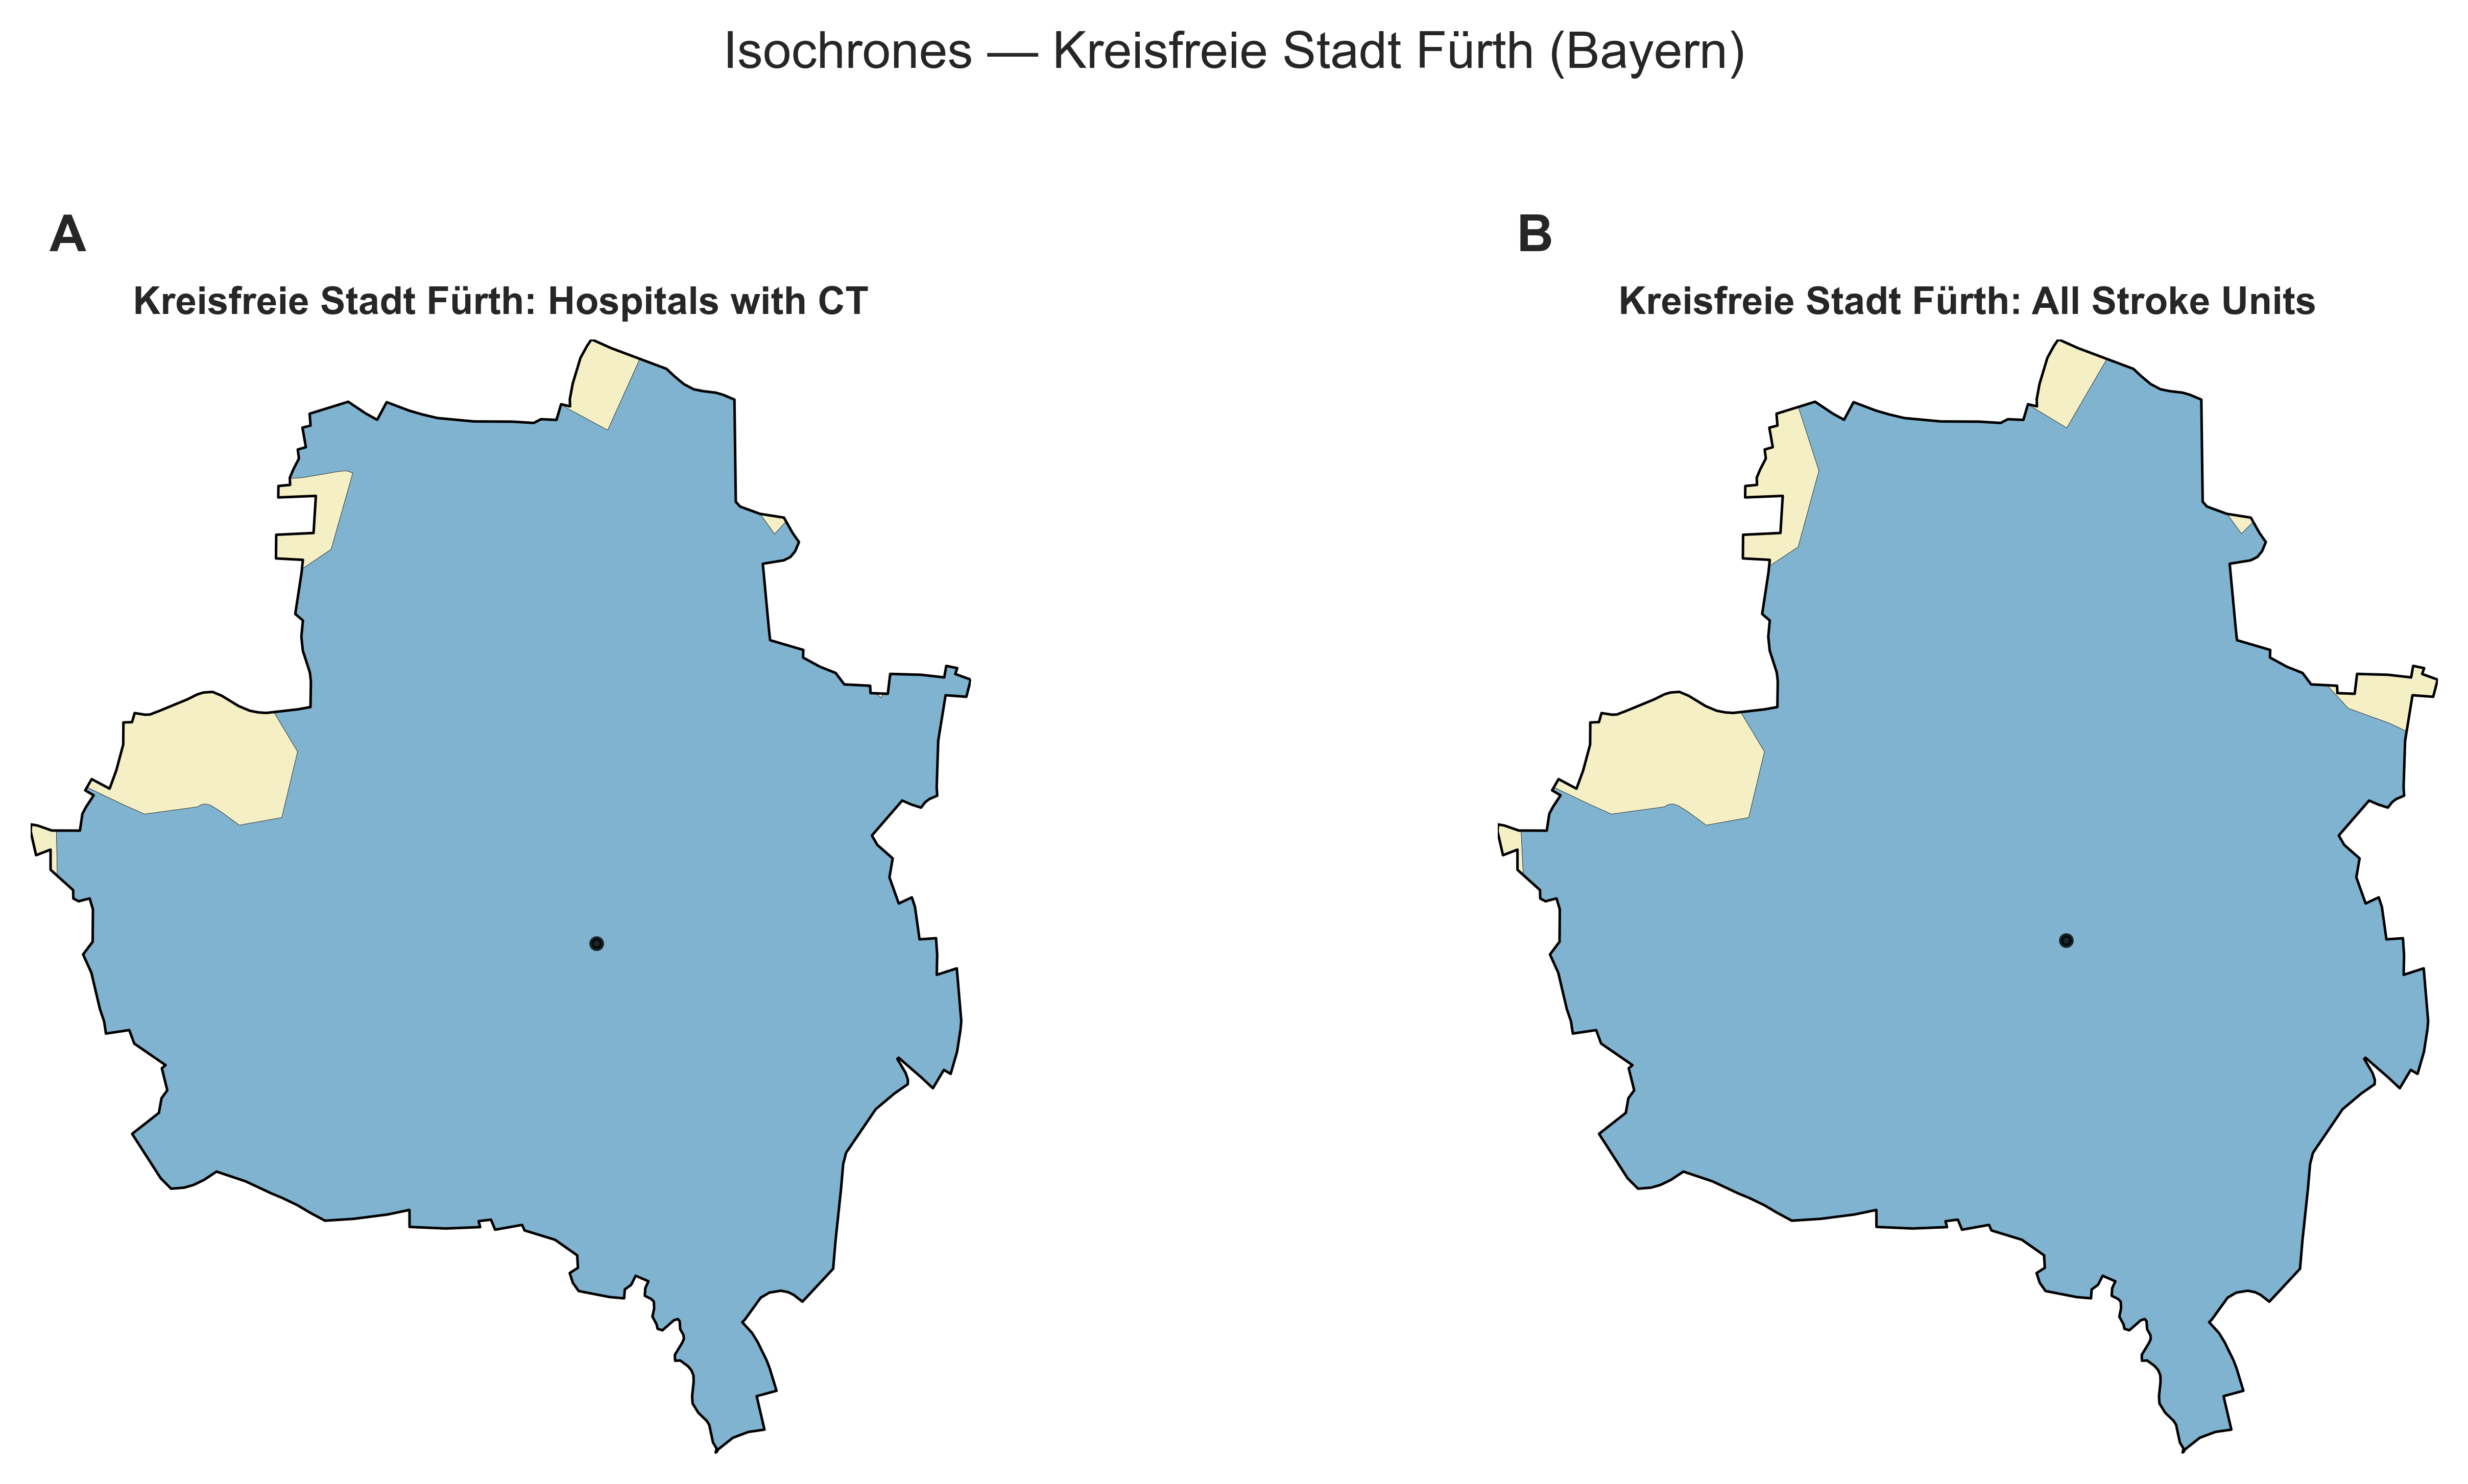 Isochrones — Kreisfreie Stadt Fürth (Bayern)
A
Kreisfreie Stadt Fürth: Hospitals with CT
B
Kreisfreie Stadt Fürth: All Stroke Units